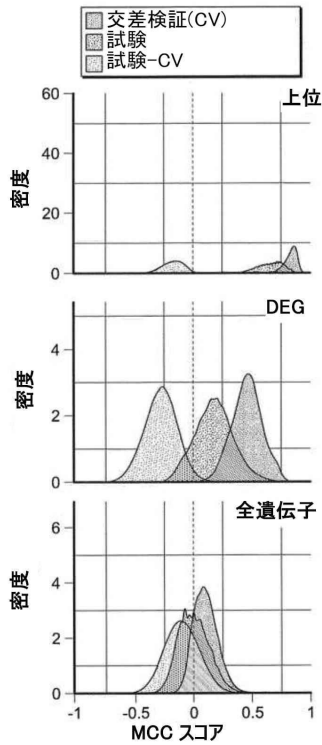 交差検証(CV)
試験
試験-CV
上位
60
40
20
0
密度
DEG
4
2
0
密度
全遺伝子
6
4
2
0
密度
-1 -0.5 0 0.5 1
MCC スコア